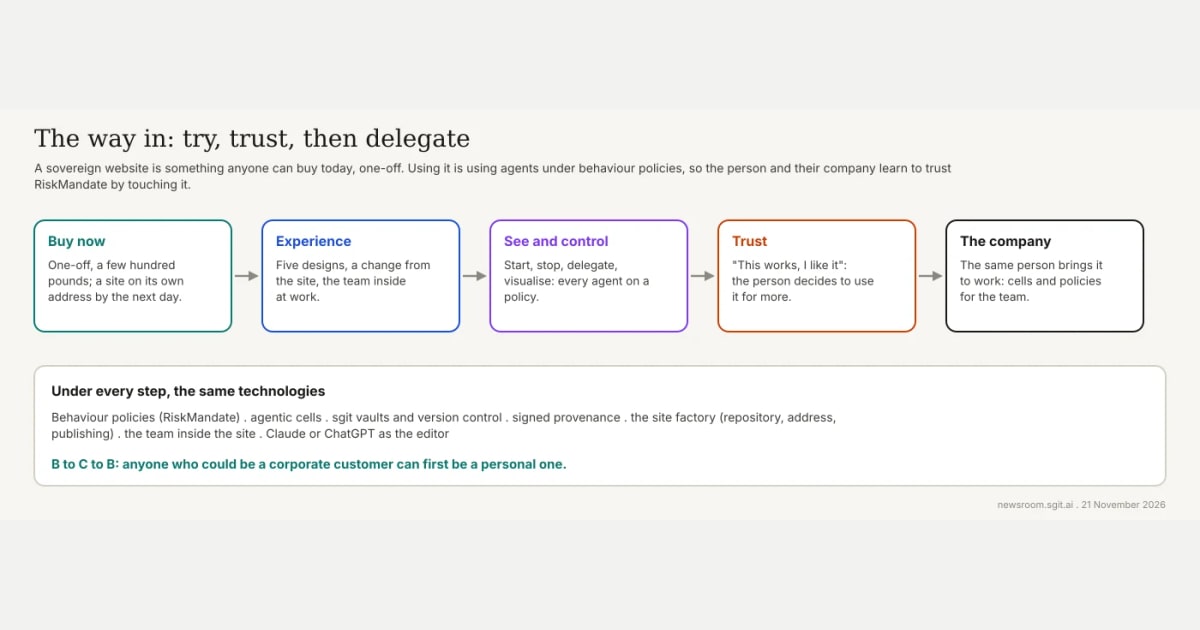 The way in: try, trust, then delegate
A sovereign website is something anyone can buy today, one-off. Using it is using agents under behaviour policies, so the person and their company learn to trust
RiskMandate by touching it.
Buy now
One-off, a few hundred
pounds; a site on its own
address by the next day.
Experience
Five designs, a change from
the site, the team inside
at work.
See and control
Start, stop, delegate,
visualise: every agent on a
policy.
Trust
"This works, I like it":
the person decides to use
it for more.
The company
The same person brings it
to work: cells and policies
for the team.
Under every step, the same technologies
Behaviour policies (RiskMandate) . agentic cells . sgit vaults and version control . signed provenance . the site factory (repository, address,
publishing) . the team inside the site . Claude or ChatGPT as the editor
B to C to B: anyone who could be a corporate customer can first be a personal one.
newsroom.sgit.ai . 21 November 2026